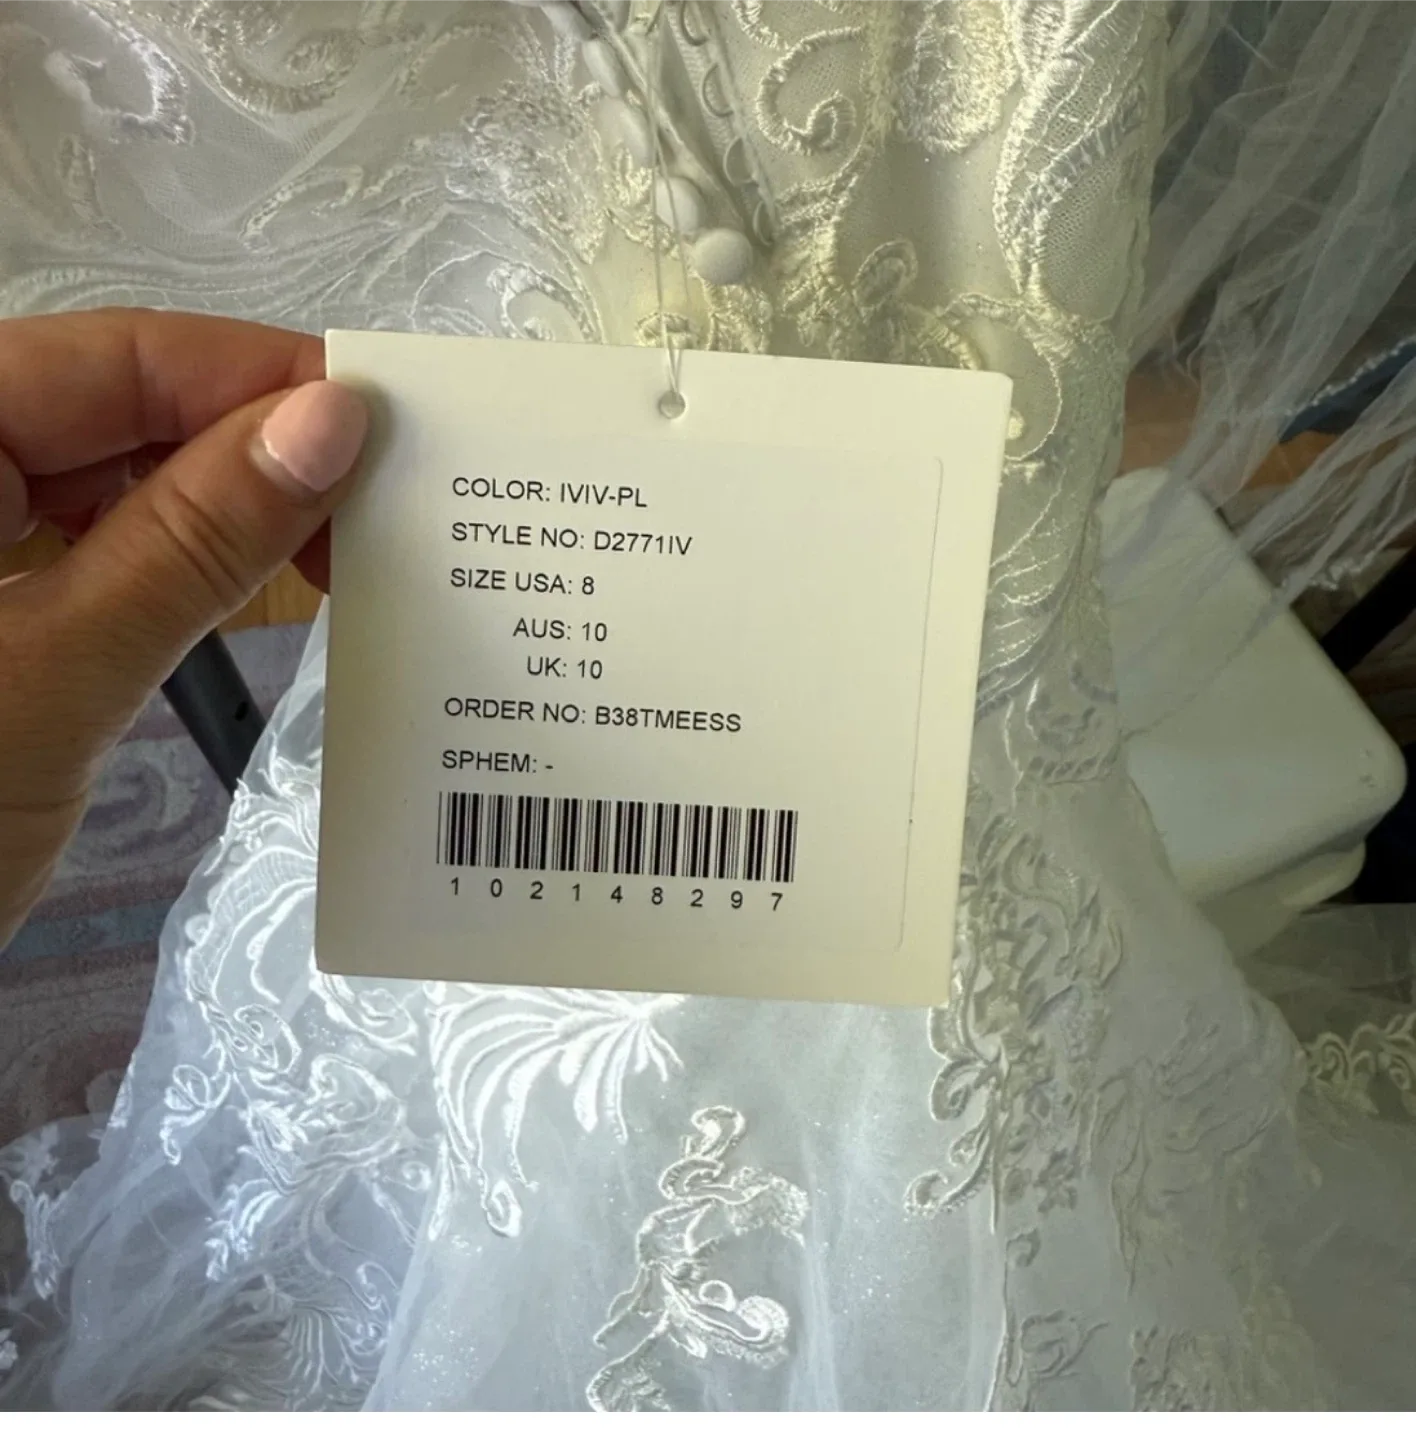 COLOR: IVIV-PL
STYLE NO: D2771IV
SIZE USA: 8
AUS: 10
UK: 10
ORDER NO: B38TMEESS
SPHEM: -
1 0 2 1 4 8 2 9 7